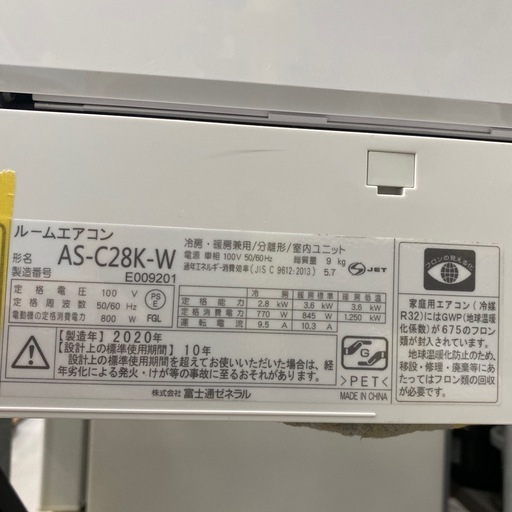 ルームエアコン
形名 AS-C28K-W
製造番号 E009201
冷房・暖房兼用/分離形/室内ユニット
電源 単相 100V 50/60Hz 総質量 9 kg
通年エネルギー消費効率(JIS C 9612:2013) 5.7
S JET
定格電圧 100 V
定格周波数 50/60 Hz
電動機の定格消費電力 800 W
PS E
FGL
冷房 暖房標準 暖房低温
定格能力 2.8 kW 3.6 kW 3.6 kW
定格消費電力 770 W 845 W 1,250 kW
運転電流 9.5 A 10.3 A
【製造年】2020年
【設計上の標準使用期間】10年
設計上の標準使用期間を超えてお使いいただいた場合は、経
年劣化による発火・けが等の事故に至るおそれがあります。
>PET<
MADE IN CHINA
株式会社 富士通ゼネラル
フロンの見える化
家庭用エアコン(冷媒
R32)にはGWP(地球温暖
化係数)が675のフロン
類が封入されています。
地球温暖化防止のため、
移設・修理・廃棄等にあ
たってはフロン類の回収
が必要です。